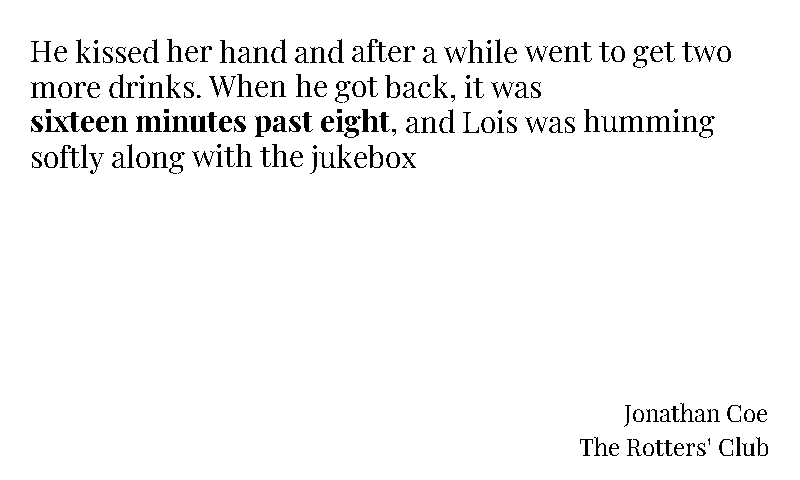 He kissed her hand and after a while went to get two
more drinks. When he got back, it was
sixteen minutes past eight, and Lois was humming
softly along with the jukebox
Jonathan Coe
The Rotters' Club